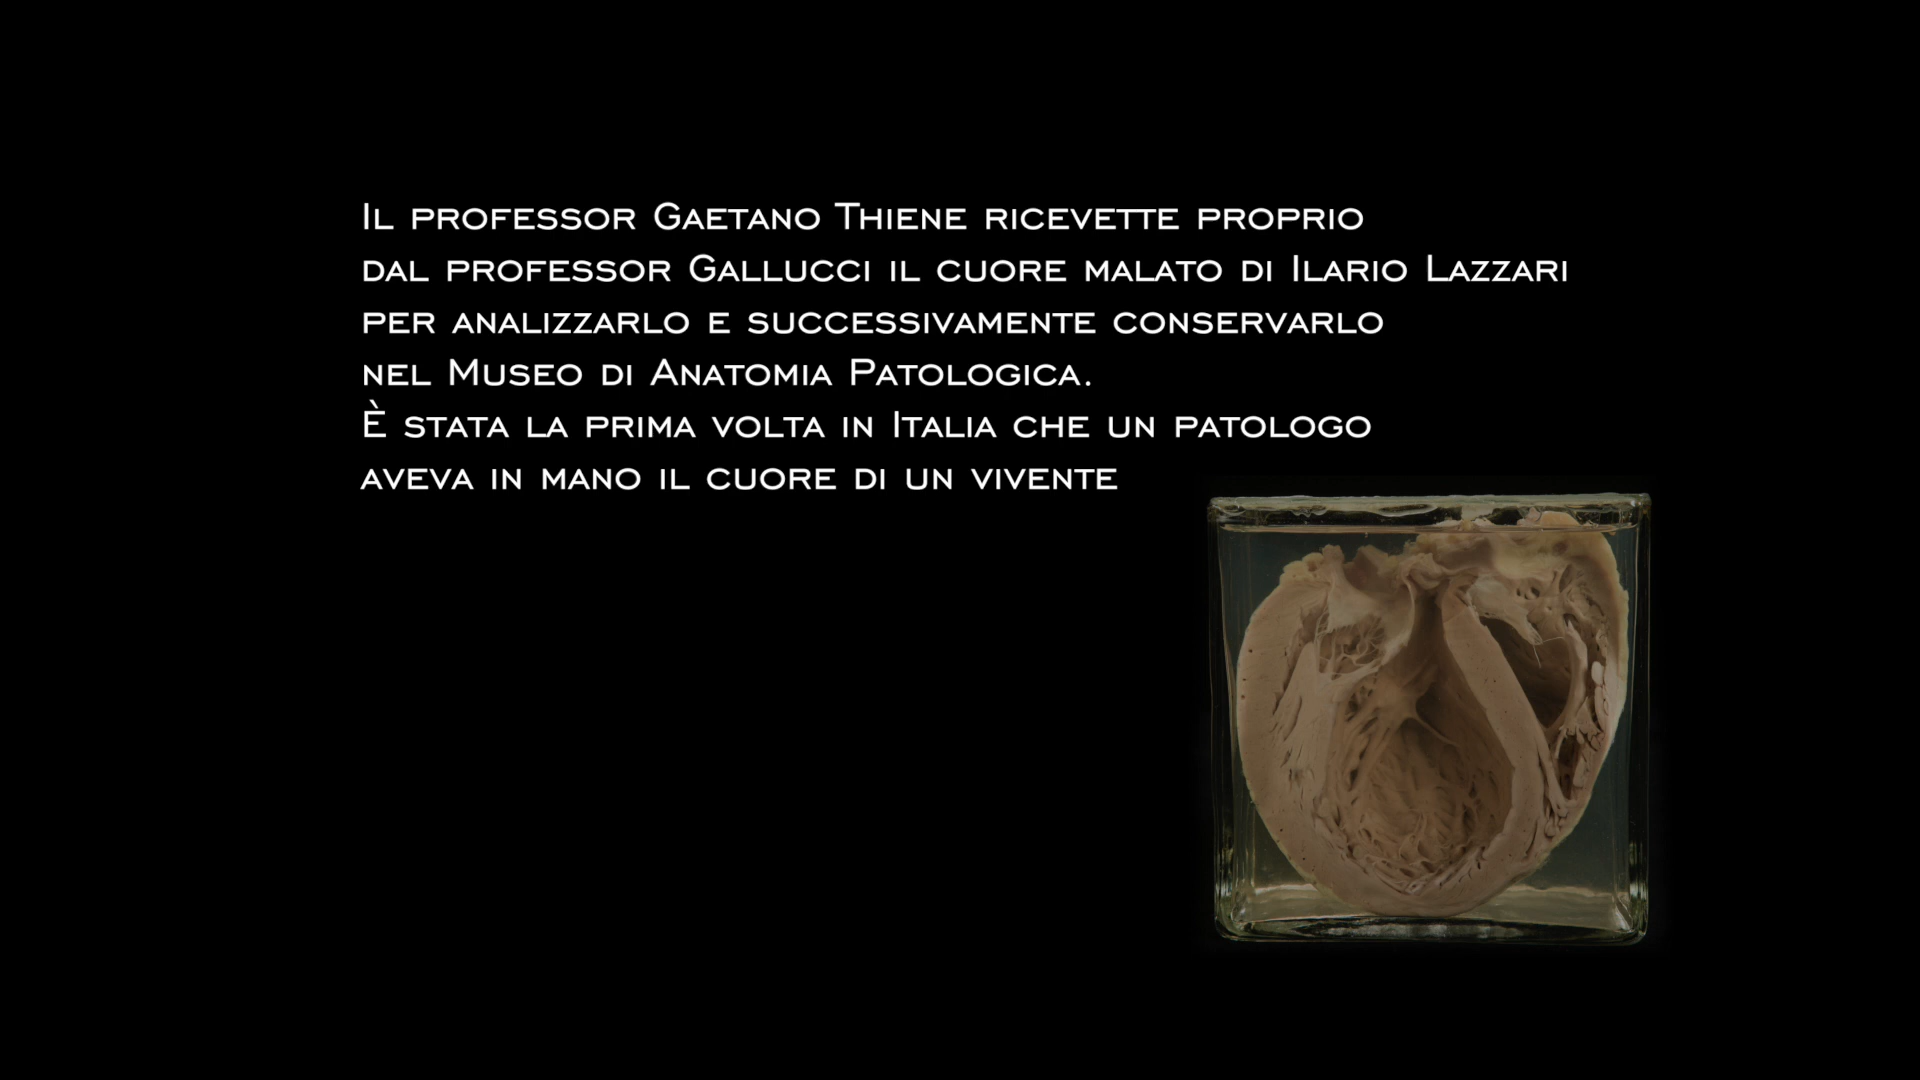 Il professor Gaetano Thiene ricevette proprio
dal professor Gallucci il cuore malato di Ilario Lazzari
per analizzarlo e successivamente conservarlo
nel Museo di Anatomia Patologica.
È stata la prima volta in Italia che un patologo
aveva in mano il cuore di un vivente